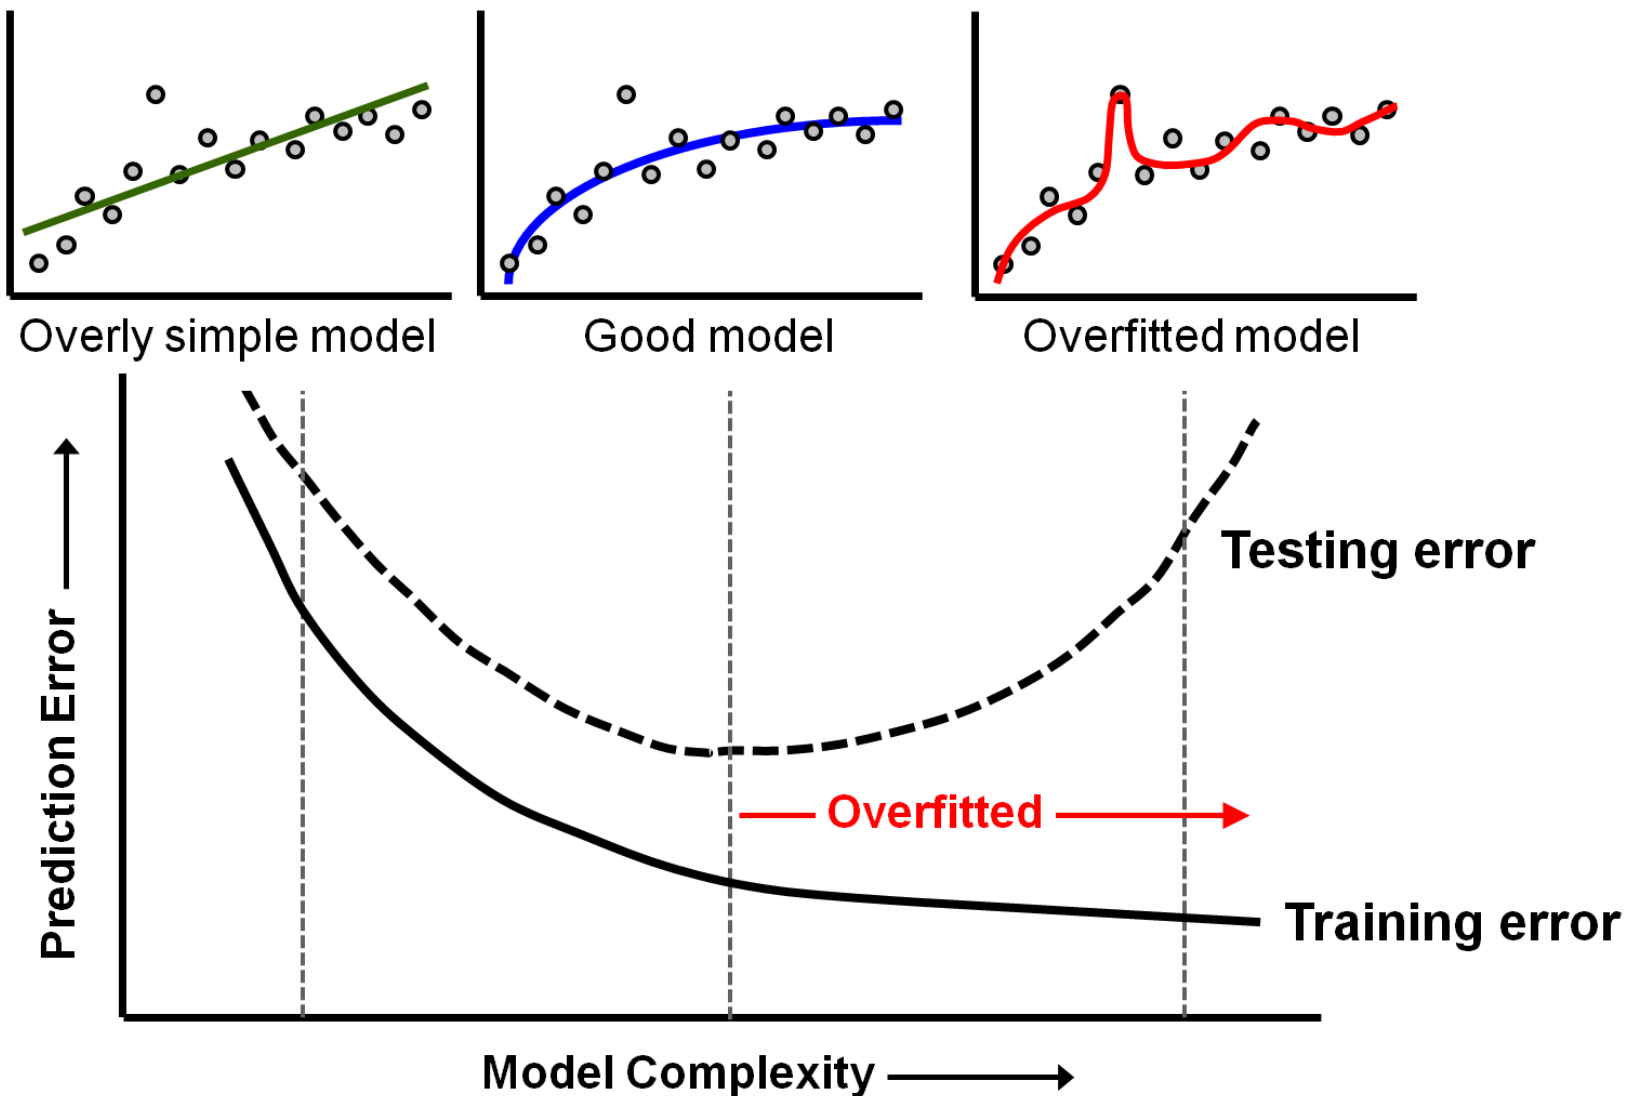 Overly simple model
Good model
Overfitted model
Prediction Error
Testing error
Overfitted
Training error
Model Complexity